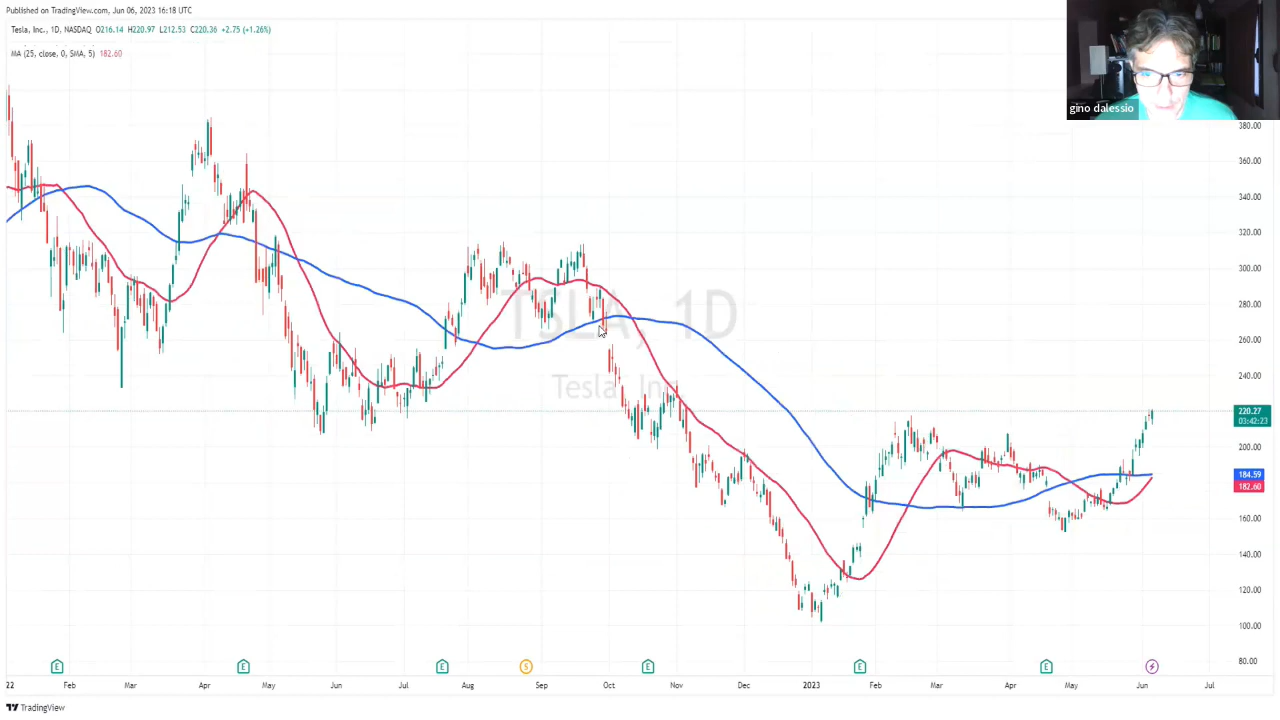 Published on TradingView.com, Jun 06, 2023 16:18 UTC
Tesla, Inc., 1D, NASDAQ O216.14 H220.97 L212.53 C220.36 +2.75 (+1.26%)
MA (25, close, 0, SMA, 5) 182.60
gino dalessio
380.00
360.00
340.00
320.00
300.00
280.00
260.00
240.00
220.27
03:42:23
200.00
184.59
182.60
160.00
140.00
120.00
100.00
80.00
TSLA, 1D
Tesla, Inc.
E E E S E E E
22 Feb Mar Apr May Jun Jul Aug Sep Oct Nov Dec 2023 Feb Mar Apr May Jun Jul
TradingView